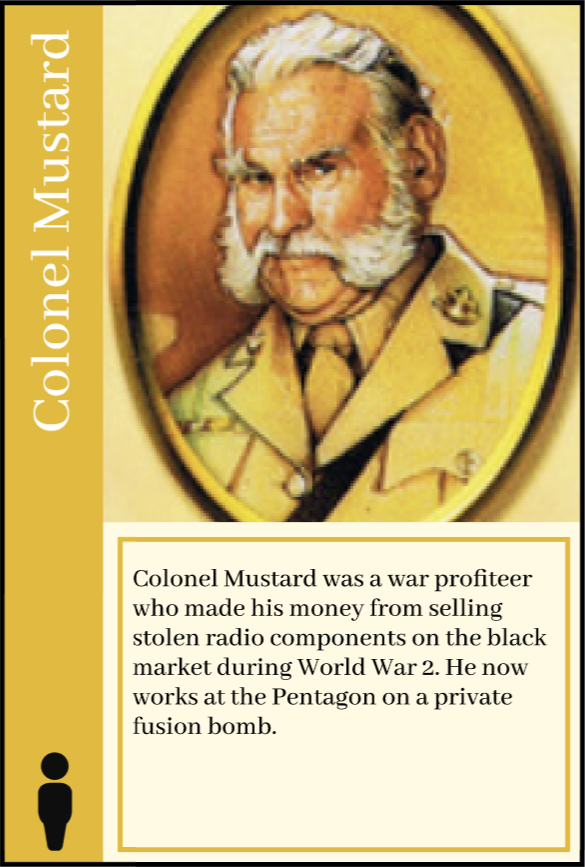 Colonel Mustard
Colonel Mustard was a war profiteer
who made his money from selling
stolen radio components on the black
market during World War 2. He now
works at the Pentagon on a private
fusion bomb.